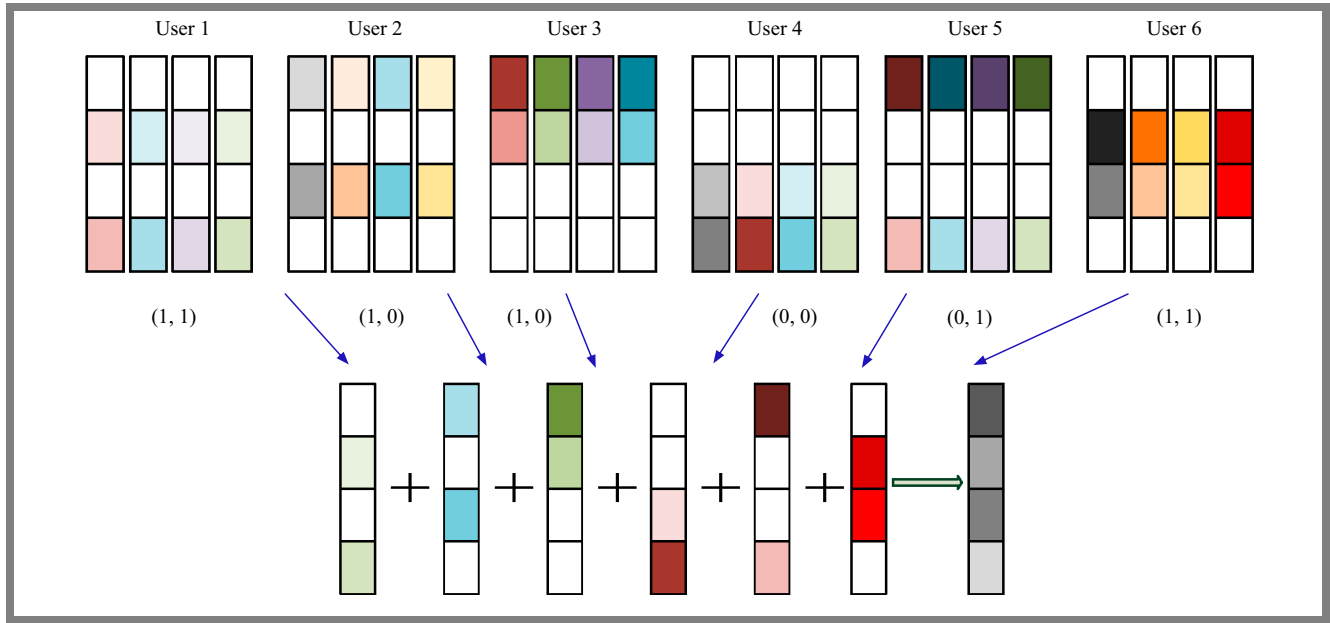 User 1 User 2 User 3 User 4 User 5 User 6
(1, 1) (1, 0) (1, 0) (0, 0) (0, 1) (1, 1)
+ + + + +